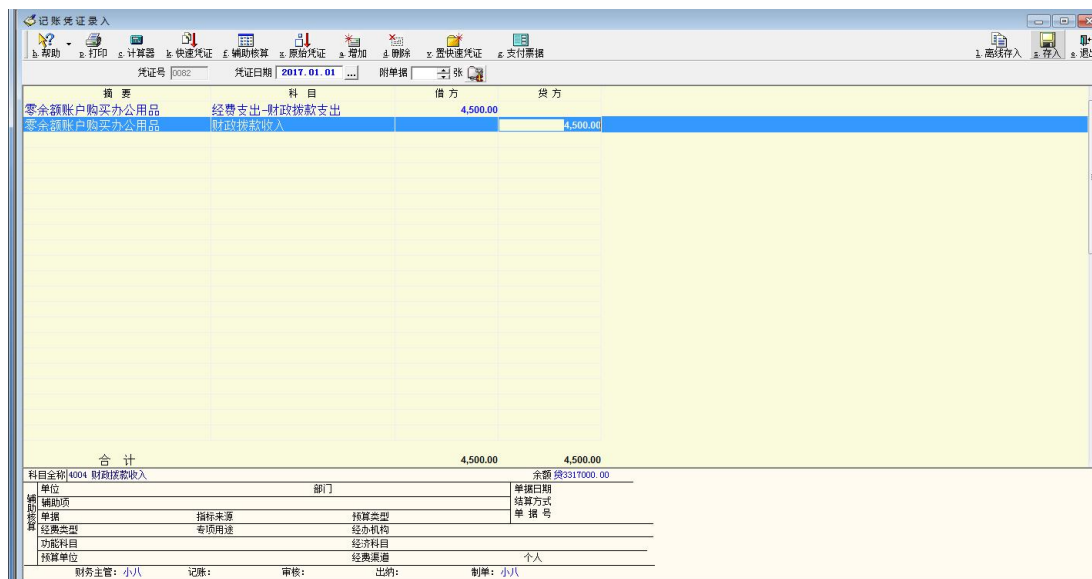 记账凭证录入
h.帮助 p.打印 c.计算器 k.快速凭证 f.辅助核算 x.原始凭证 a.增加 d.删除 y.置快速凭证 g.支付票据 l.离线存入 s.存入
凭证号 0082 凭证日期 2017.01.01 ... 附单据 张
摘 要 科 目 借 方 贷 方
零余额账户购买办公用品 经费支出-财政拨款支出 4,500.00
零余额账户购买办公用品 财政拨款收入 4,500.00
合 计 4,500.00 4,500.00
科目全称 4004 财政拨款收入 余额 贷3317000.00
辅助核算
单位 部门 单据日期
辅助项 结算方式
单据 指标来源 预算类型 单 据 号
经费类型 专项用途 经办机构
功能科目 经济科目
预算单位 经费渠道 个人
财务主管: 小八 记账: 审核: 出纳: 制单: 小八